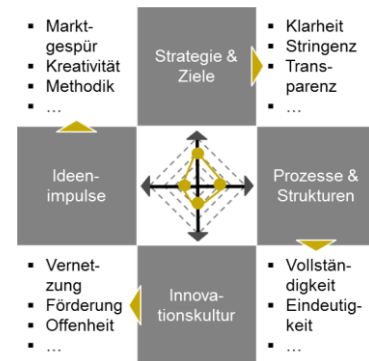 ▪ Markt-
gespür
▪ Kreativität
▪ Methodik
▪ …
Strategie &
Ziele
▪ Klarheit
▪ Stringenz
▪ Trans-
parenz
▪ …
Ideen-
impulse
Prozesse &
Strukturen
▪ Vernet-
zung
▪ Förderung
▪ Offenheit
▪ …
Innova-
tionskultur
▪ Vollstän-
digkeit
▪ Eindeutig-
keit
▪ …